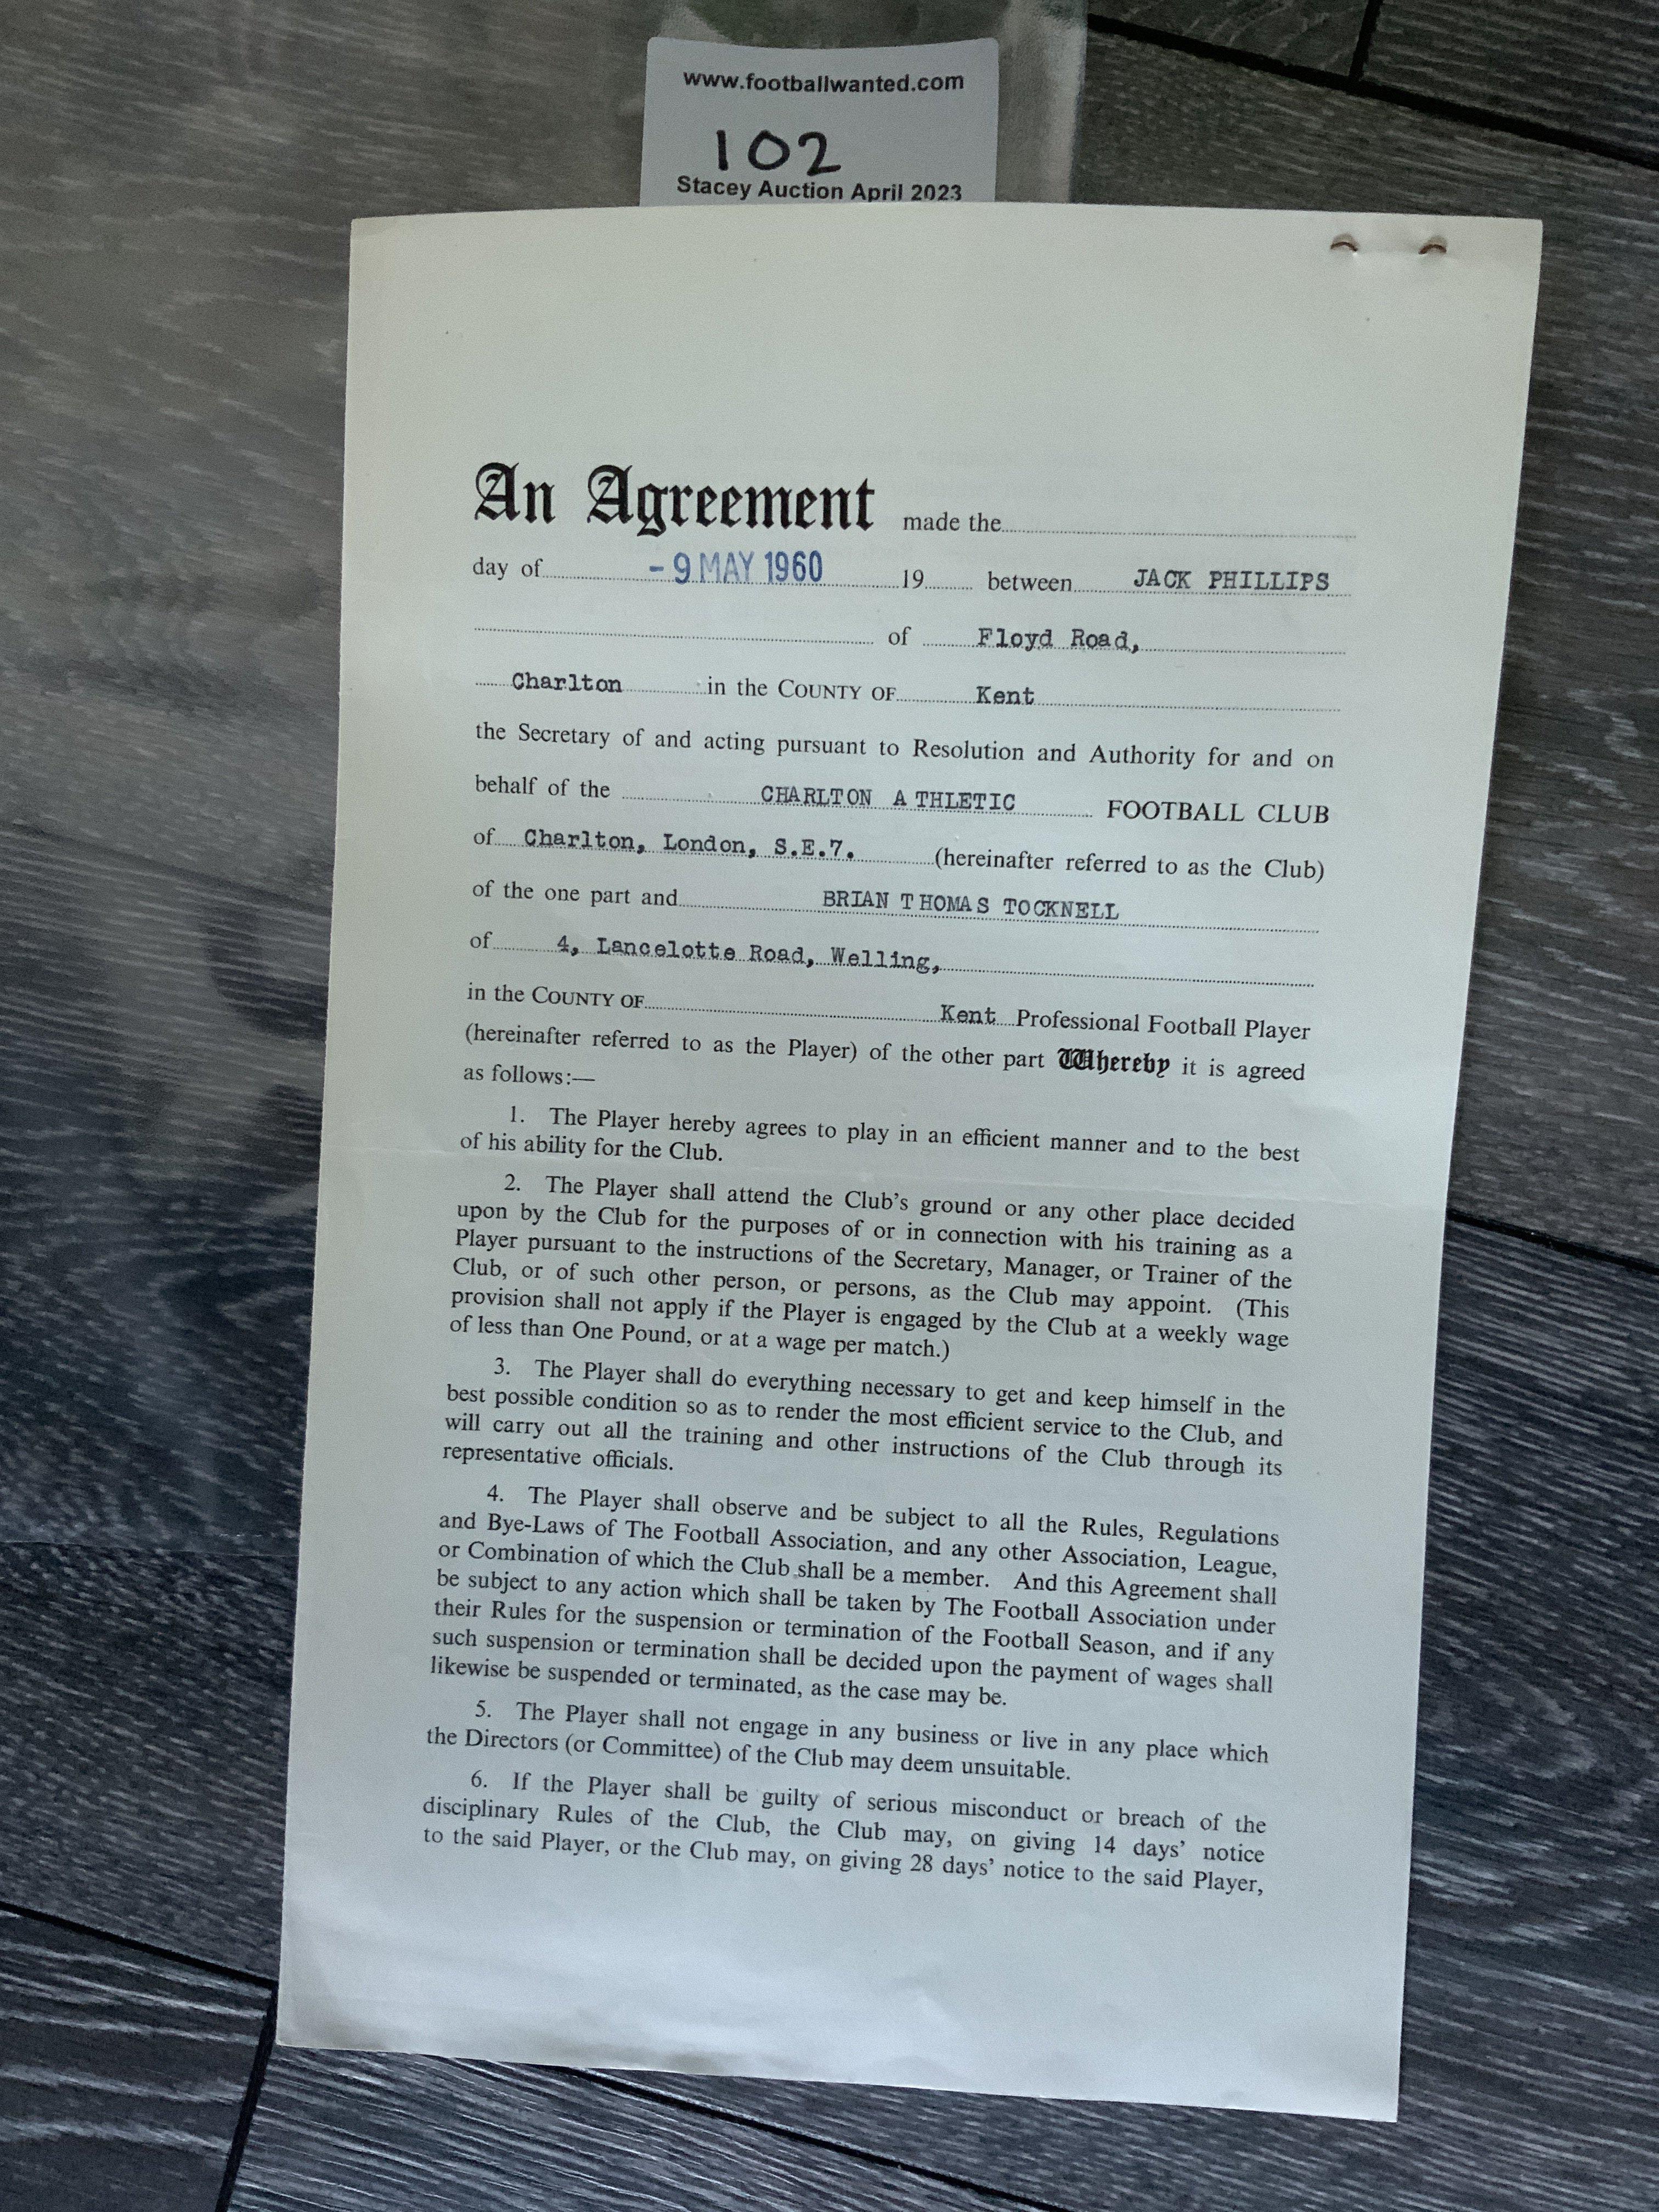 www.footballwanted.com
102
Stacey Auction April 2023
An Agreement made the
day of -9 MAY 1960 19 between JACK PHILLIPS
of Floyd Road,
Charlton in the COUNTY OF Kent
the Secretary of and acting pursuant to Resolution and Authority for and on
behalf of the CHARLTON ATHLETIC FOOTBALL CLUB
of Charlton, London, S.E.7. (hereinafter referred to as the Club)
of the one part and BRIAN THOMAS TOCKNELL
of 4, Lancelotte Road, Welling,
in the COUNTY OF Kent Professional Football Player
(hereinafter referred to as the Player) of the other part Whereby it is agreed
as follows:—
1. The Player hereby agrees to play in an efficient manner and to the best
of his ability for the Club.
2. The Player shall attend the Club's ground or any other place decided
upon by the Club for the purposes of or in connection with his training as a
Player pursuant to the instructions of the Secretary, Manager, or Trainer of the
Club, or of such other person, or persons, as the Club may appoint. (This
provision shall not apply if the Player is engaged by the Club at a weekly wage
of less than One Pound, or at a wage per match.)
3. The Player shall do everything necessary to get and keep himself in the
best possible condition so as to render the most efficient service to the Club, and
will carry out all the training and other instructions of the Club through its
representative officials.
4. The Player shall observe and be subject to all the Rules, Regulations
and Bye-Laws of The Football Association, and any other Association, League,
or Combination of which the Club shall be a member. And this Agreement shall
be subject to any action which shall be taken by The Football Association under
their Rules for the suspension or termination of the Football Season, and if any
such suspension or termination shall be decided upon the payment of wages shall
likewise be suspended or terminated, as the case may be.
5. The Player shall not engage in any business or live in any place which
the Directors (or Committee) of the Club may deem unsuitable.
6. If the Player shall be guilty of serious misconduct or breach of the
disciplinary Rules of the Club, the Club may, on giving 14 days' notice
to the said Player, or the Club may, on giving 28 days' notice to the said Player,